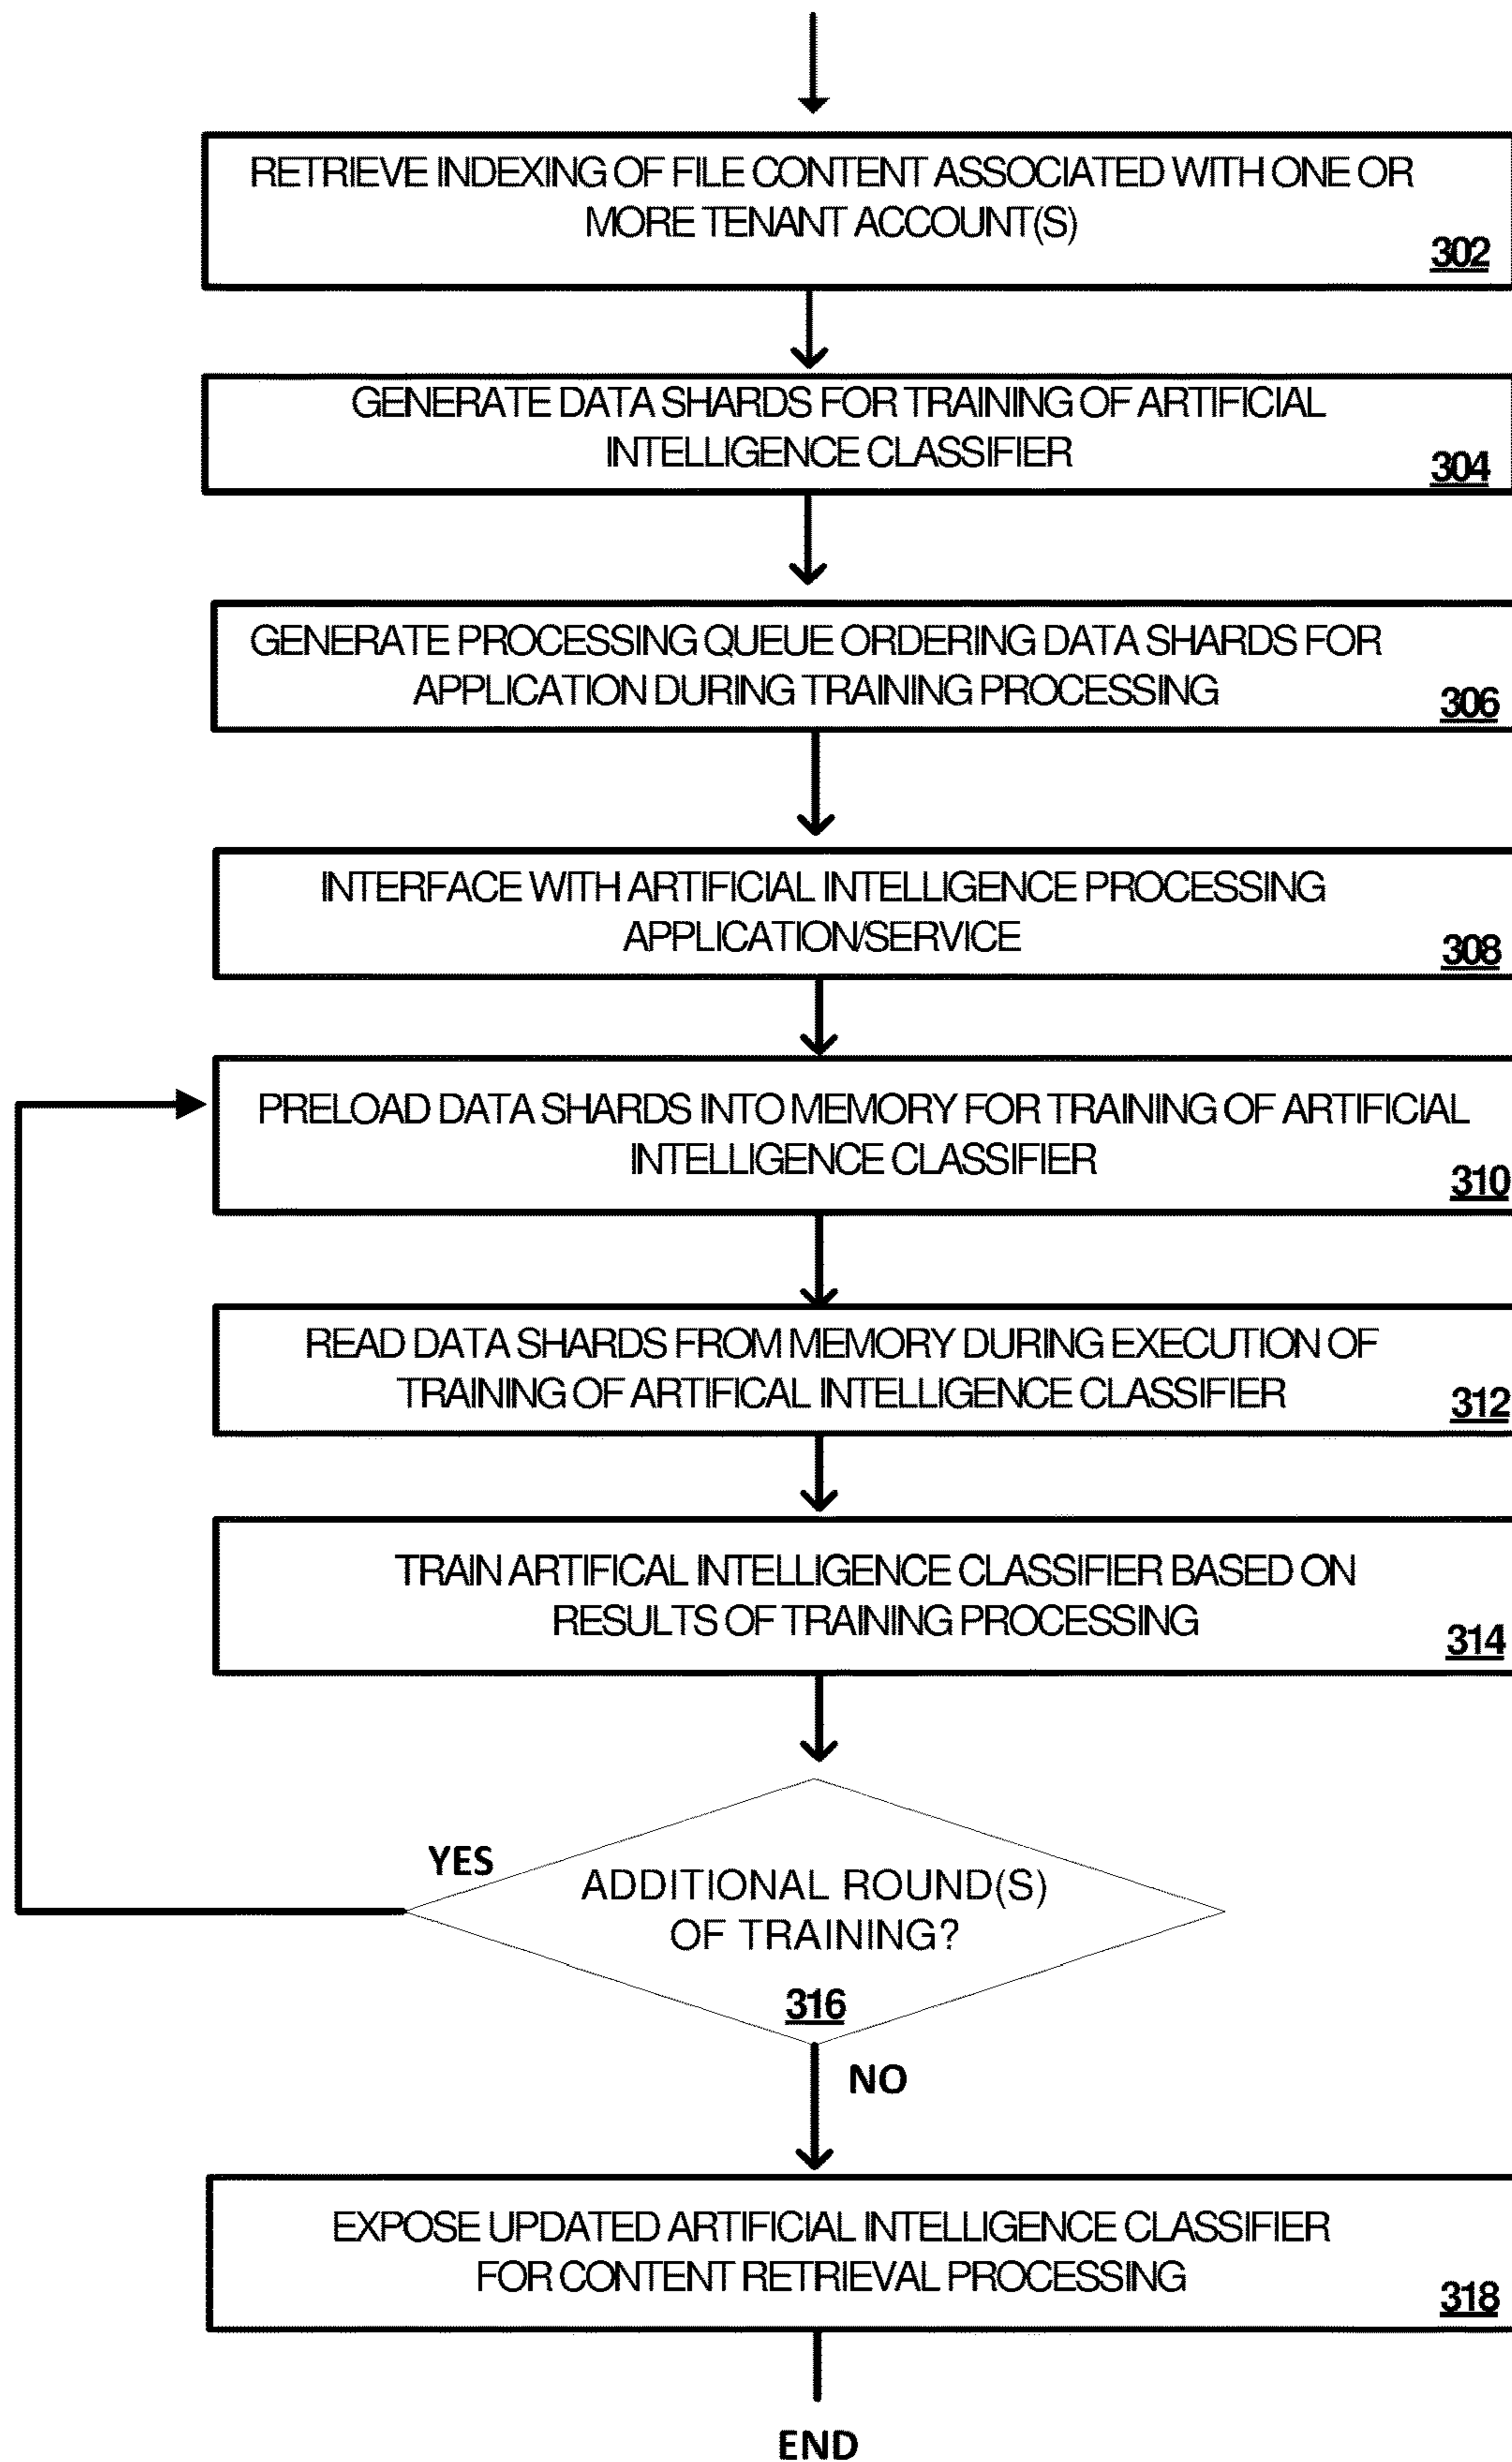 RETRIEVE INDEXING OF FILE CONTENT ASSOCIATED WITH ONE OR
MORE TENANT ACCOUNT(S)
302
GENERATE DATA SHARDS FOR TRAINING OF ARTIFICIAL
INTELLIGENCE CLASSIFIER
304
GENERATE PROCESSING QUEUE ORDERING DATA SHARDS FOR
APPLICATION DURING TRAINING PROCESSING
306
INTERFACE WITH ARTIFICIAL INTELLIGENCE PROCESSING
APPLICATION/SERVICE
308
PRELOAD DATA SHARDS INTO MEMORY FOR TRAINING OF ARTIFICIAL
INTELLIGENCE CLASSIFIER
310
READ DATA SHARDS FROM MEMORY DURING EXECUTION OF
TRAINING OF ARTIFICAL INTELLIGENCE CLASSIFIER
312
TRAIN ARTIFICAL INTELLIGENCE CLASSIFIER BASED ON
RESULTS OF TRAINING PROCESSING
314
YES
ADDITIONAL ROUND(S)
OF TRAINING?
316
NO
EXPOSE UPDATED ARTIFICIAL INTELLIGENCE CLASSIFIER
FOR CONTENT RETRIEVAL PROCESSING
318
END